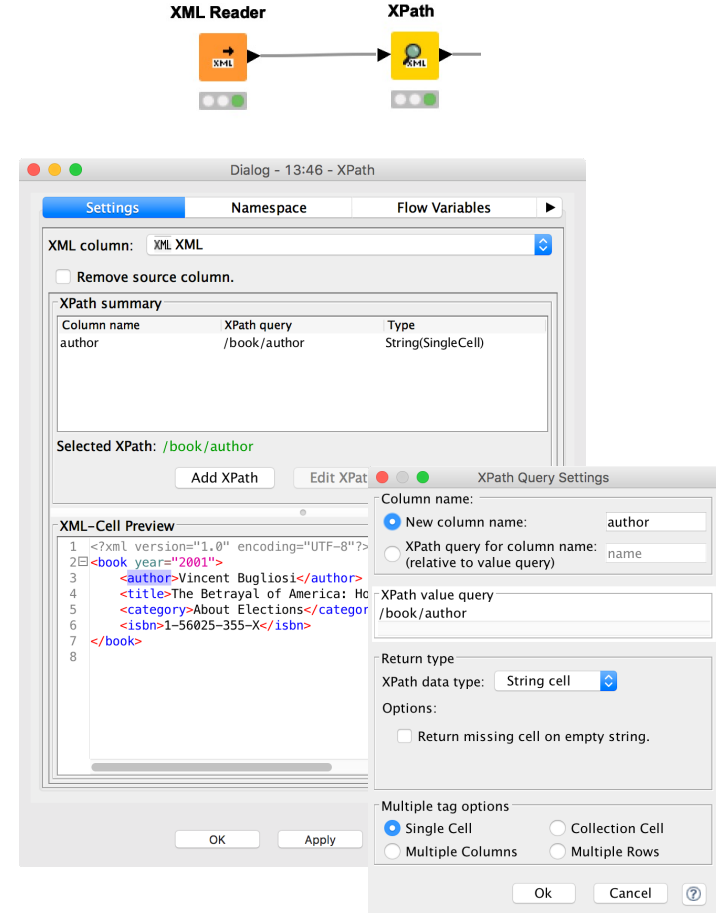 XML Reader
XPath
XML
XML
Dialog - 13:46 - XPath
Settings
Namespace
Flow Variables
XML column:
XML XML
Remove source column.
XPath summary
Column name XPath query Type
author /book/author String(SingleCell)
Selected XPath: /book/author
Add XPath
Edit XPat
XML-Cell Preview
1 <?xml version="1.0" encoding="UTF-8"?>
2 <book year="2001">
3 <author>Vincent Bugliosi</author>
4 <title>The Betrayal of America: Ho
5 <category>About Elections</categor
6 <isbn>1-56025-355-X</isbn>
7 </book>
8
OK
Apply
XPath Query Settings
Column name:
New column name:
author
XPath query for column name:
(relative to value query)
name
XPath value query
/book/author
Return type
XPath data type:
String cell
Options:
Return missing cell on empty string.
Multiple tag options
Single Cell
Collection Cell
Multiple Columns
Multiple Rows
Ok
Cancel
?